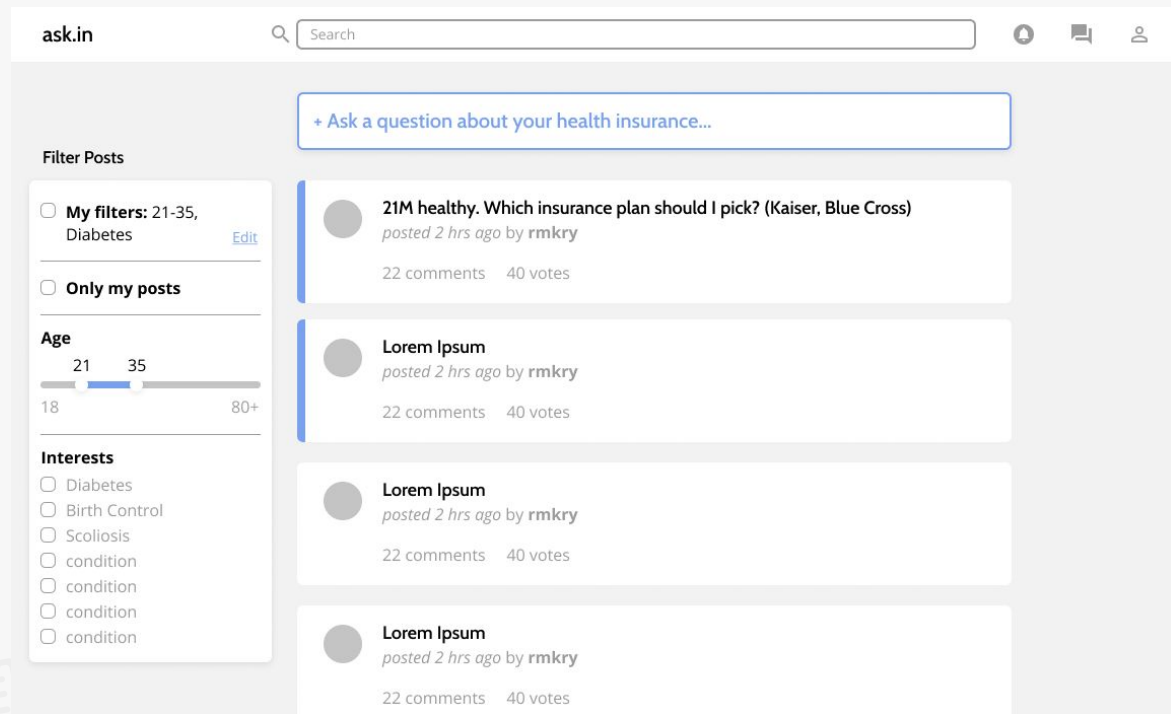 ask.in
Search
+ Ask a question about your health insurance...
Filter Posts
My filters: 21-35,
Diabetes
Edit
Only my posts
Age
21 35
18 80+
Interests
Diabetes
Birth Control
Scoliosis
condition
condition
condition
condition
21M healthy. Which insurance plan should I pick? (Kaiser, Blue Cross)
posted 2 hrs ago by rmkry
22 comments 40 votes
Lorem Ipsum
posted 2 hrs ago by rmkry
22 comments 40 votes
Lorem Ipsum
posted 2 hrs ago by rmkry
22 comments 40 votes
Lorem Ipsum
posted 2 hrs ago by rmkry
22 comments 40 votes